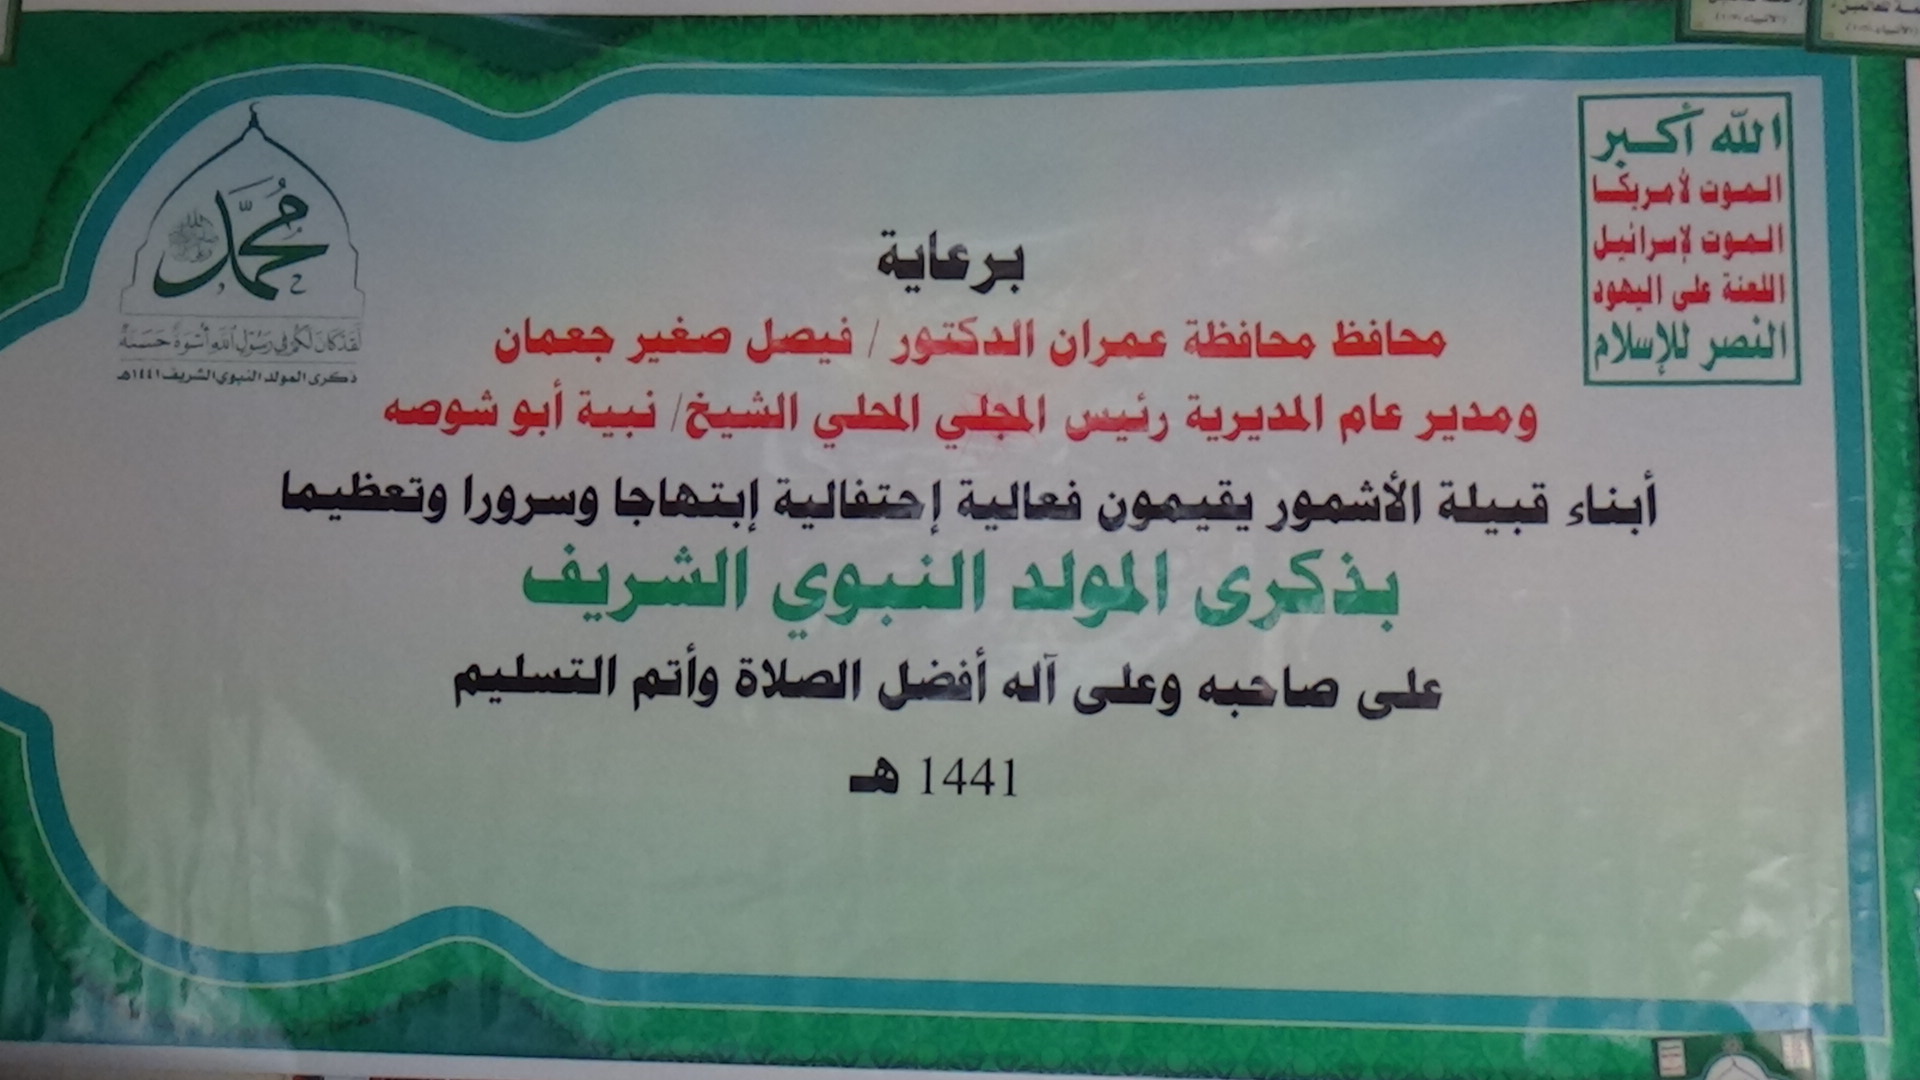 الله أكبر
الموت لأمريكا
الموت لإسرائيل
اللعنة على اليهود
النصر للإسلام
محمد
لقد كان لكم في رسول الله أسوة حسنة
ذكرى المولد النبوي الشريف ١٤٤١هـ
برعاية
محافظ محافظة عمران الدكتور / فيصل صغير جعمان
ومدير عام المديرية رئيس المجلي المحلي الشيخ/ نبية أبو شوصه
أبناء قبيلة الأشمور يقيمون فعالية إحتفالية إبتهاجا وسرورا وتعظيما
بذكرى المولد النبوي الشريف
على صاحبه وعلى آله أفضل الصلاة وأتم التسليم
1441 هـ